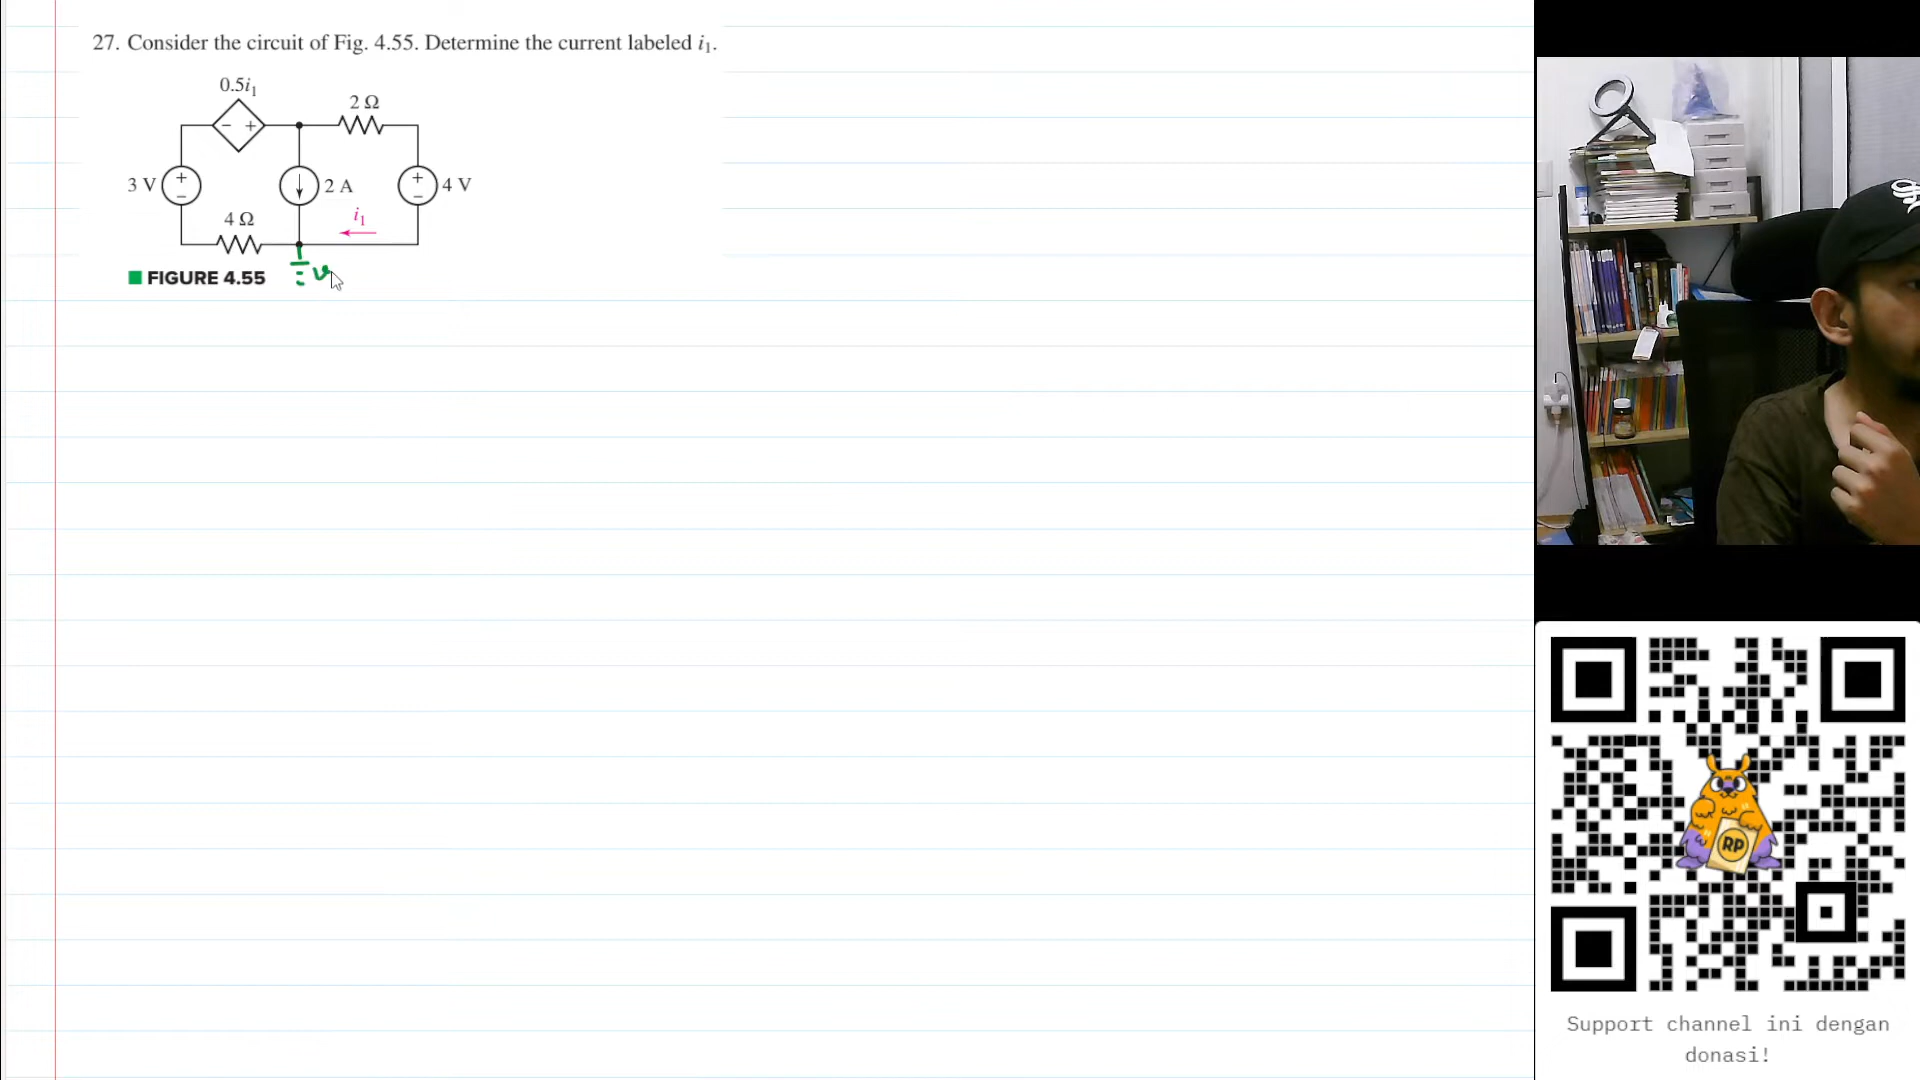 27. Consider the circuit of Fig. 4.55. Determine the current labeled i₁.
0.5i₁
2 Ω
− +
3 V
+
−
2 A
+
−
4 V
4 Ω
i₁
FIGURE 4.55
v
RP
Support channel ini dengan
donasi!